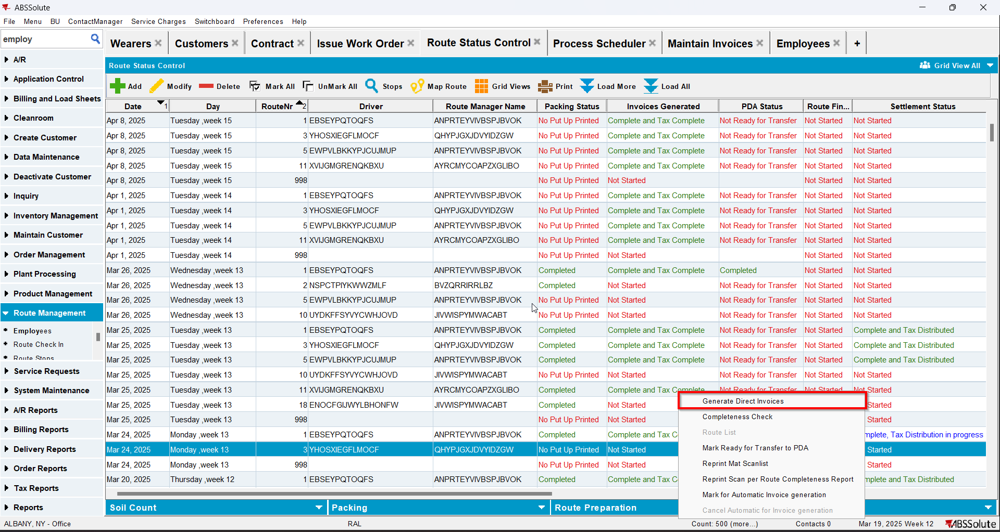 ABSSolute
File Menu BU ContactManager Service Charges Switchboard Preferences Help
employ
Wearers Customers Contract Issue Work Order Route Status Control Process Scheduler Maintain Invoices Employees +
Route Status Control Grid View All
Add Modify Delete Mark All UnMark All Stops Map Route Grid Views Print Load More Load All
A/R
Application Control
Billing and Load Sheets
Cleanroom
Create Customer
Data Maintenance
Deactivate Customer
Inquiry
Inventory Management
Maintain Customer
Order Management
Plant Processing
Product Management
Route Management
Employees
Route Check In
Route Stops
Service Requests
System Maintenance
A/R Reports
Billing Reports
Delivery Reports
Order Reports
Tax Reports
Reports
Date 1 Day RouteNr 2 Driver Route Manager Name Packing Status Invoices Generated PDA Status Route Fin... Settlement Status
Apr 8, 2025 Tuesday ,week 15 1 EBSEYPQTOQFS ANPRTEYVIVBSPJBVOK No Put Up Printed Complete and Tax Complete Not Ready for Transfer Not Started Not Started
Apr 8, 2025 Tuesday ,week 15 3 YHOSXIEGFLMOCF QHYPJGXJDVYIDZGW No Put Up Printed Complete and Tax Complete Not Ready for Transfer Not Started Not Started
Apr 8, 2025 Tuesday ,week 15 5 EWPVLBKKYPJCUJMUP ANPRTEYVIVBSPJBVOK No Put Up Printed Complete and Tax Complete Not Ready for Transfer Not Started Not Started
Apr 8, 2025 Tuesday ,week 15 11 XVIJGMGRENQKBXU AYRCMYCOAPZXGLIBO No Put Up Printed Complete and Tax Complete Not Ready for Transfer Not Started Not Started
Apr 8, 2025 Tuesday ,week 15 998 No Put Up Printed Not Started Not Started Not Started
Apr 1, 2025 Tuesday ,week 14 1 EBSEYPQTOQFS ANPRTEYVIVBSPJBVOK No Put Up Printed Complete and Tax Complete Not Ready for Transfer Not Started Not Started
Apr 1, 2025 Tuesday ,week 14 3 YHOSXIEGFLMOCF QHYPJGXJDVYIDZGW No Put Up Printed Complete and Tax Complete Not Ready for Transfer Not Started Not Started
Apr 1, 2025 Tuesday ,week 14 5 EWPVLBKKYPJCUJMUP ANPRTEYVIVBSPJBVOK No Put Up Printed Complete and Tax Complete Not Ready for Transfer Not Started Not Started
Apr 1, 2025 Tuesday ,week 14 11 XVIJGMGRENQKBXU AYRCMYCOAPZXGLIBO No Put Up Printed Complete and Tax Complete Not Ready for Transfer Not Started Not Started
Apr 1, 2025 Tuesday ,week 14 998 No Put Up Printed Not Started Not Started Not Started
Mar 26, 2025 Wednesday ,week 13 1 EBSEYPQTOQFS ANPRTEYVIVBSPJBVOK Completed Complete and Tax Complete Completed Not Started Not Started
Mar 26, 2025 Wednesday ,week 13 2 NSPCTPIYKWWZMLF BVZQRRIRRLBZ Completed Not Started Not Ready for Transfer Not Started Not Started
Mar 26, 2025 Wednesday ,week 13 5 EWPVLBKKYPJCUJMUP ANPRTEYVIVBSPJBVOK No Put Up Printed Not Started Not Ready for Transfer Not Started Not Started
Mar 26, 2025 Wednesday ,week 13 10 UYDKFFSYVYCWHJOVD JIVWISPYMWACABT No Put Up Printed Not Started Not Ready for Transfer Not Started Not Started
Mar 25, 2025 Tuesday ,week 13 1 EBSEYPQTOQFS ANPRTEYVIVBSPJBVOK Completed Complete and Tax Complete Not Ready for Transfer Not Started Complete and Tax Distributed
Mar 25, 2025 Tuesday ,week 13 3 YHOSXIEGFLMOCF QHYPJGXJDVYIDZGW Completed Complete and Tax Complete Not Ready for Transfer Not Started Complete and Tax Distributed
Mar 25, 2025 Tuesday ,week 13 5 EWPVLBKKYPJCUJMUP ANPRTEYVIVBSPJBVOK Completed Complete and Tax Complete Not Ready for Transfer Not Started Complete and Tax Distributed
Mar 25, 2025 Tuesday ,week 13 10 UYDKFFSYVYCWHJOVD JIVWISPYMWACABT No Put Up Printed Not Started Not Ready for Transfer Not Started Not Started
Mar 25, 2025 Tuesday ,week 13 11 XVIJGMGRENQKBXU AYRCMYCOAPZXGLIBO Completed Complete and Tax Complete Not Ready for Transfer Not Started Not Started
Mar 25, 2025 Tuesday ,week 13 18 ENOCFGIJWYLBHONFW JIVWISPYMWACABT Completed Not Started Started
Mar 25, 2025 Tuesday ,week 13 998 No Put Up Printed Not Started Started
Mar 24, 2025 Monday ,week 13 1 EBSEYPQTOQFS ANPRTEYVIVBSPJBVOK Completed Complete and Tax C mplete, Tax Distribution in progress
Mar 24, 2025 Monday ,week 13 3 YHOSXIEGFLMOCF QHYPJGXJDVYIDZGW No Put Up Printed Not Started Started
Mar 24, 2025 Monday ,week 13 998 No Put Up Printed Not Started Started
Mar 20, 2025 Thursday ,week 12 1 EBSEYPQTOQFS ANPRTEYVIVBSPJBVOK Completed Complete and Tax C mplete and Tax Distributed
Generate Direct Invoices
Completeness Check
Route List
Mark Ready for Transfer to PDA
Reprint Mat Scanlist
Reprint Scan per Route Completeness Report
Mark for Automatic Invoice generation
Cancel Automatic for Invoice generation
Soil Count Packing Route Preparation
ALBANY, NY - Office RAL Count: 500 (more...) Contacts 0 Mar 19, 2025 Week 12 ABSSolute